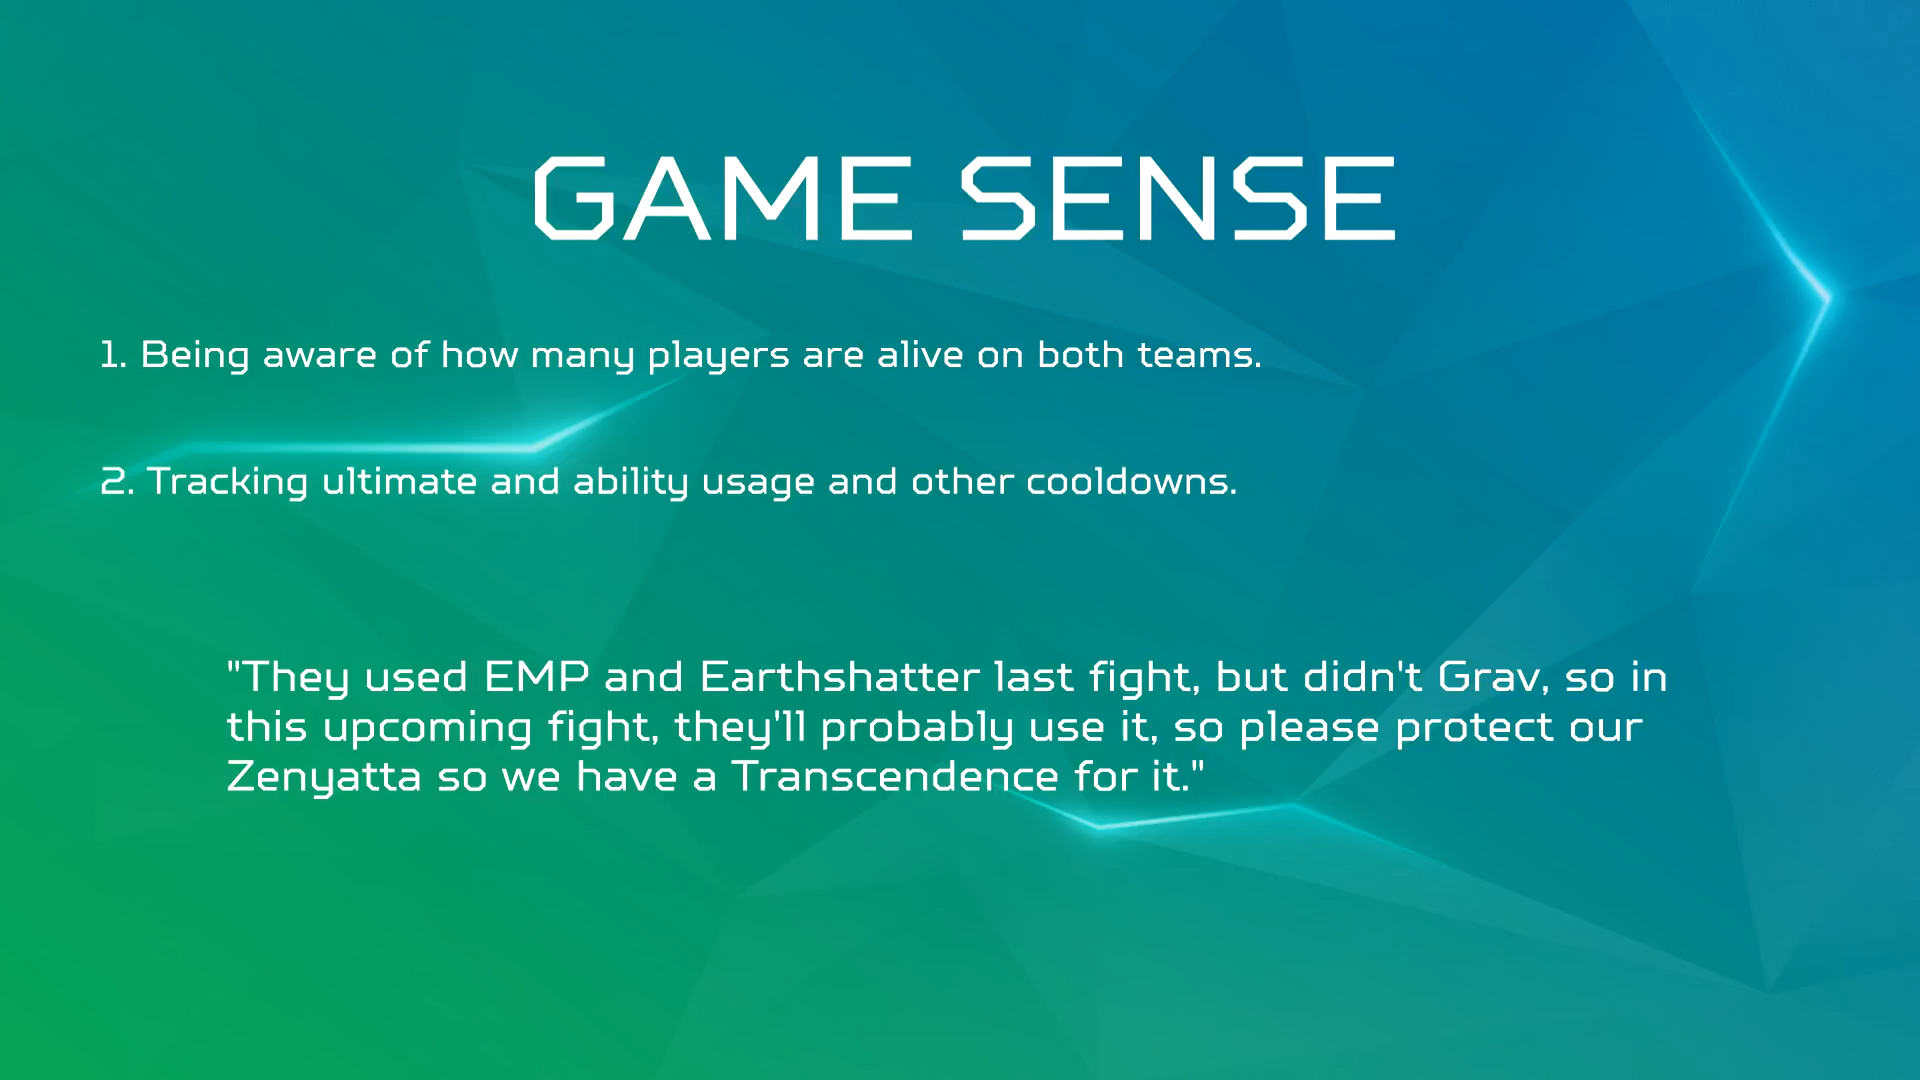 GAME SENSE
1. Being aware of how many players are alive on both teams.
2. Tracking ultimate and ability usage and other cooldowns.
"They used EMP and Earthshatter last fight, but didn't Grav, so in
this upcoming fight, they'll probably use it, so please protect our
Zenyatta so we have a Transcendence for it."